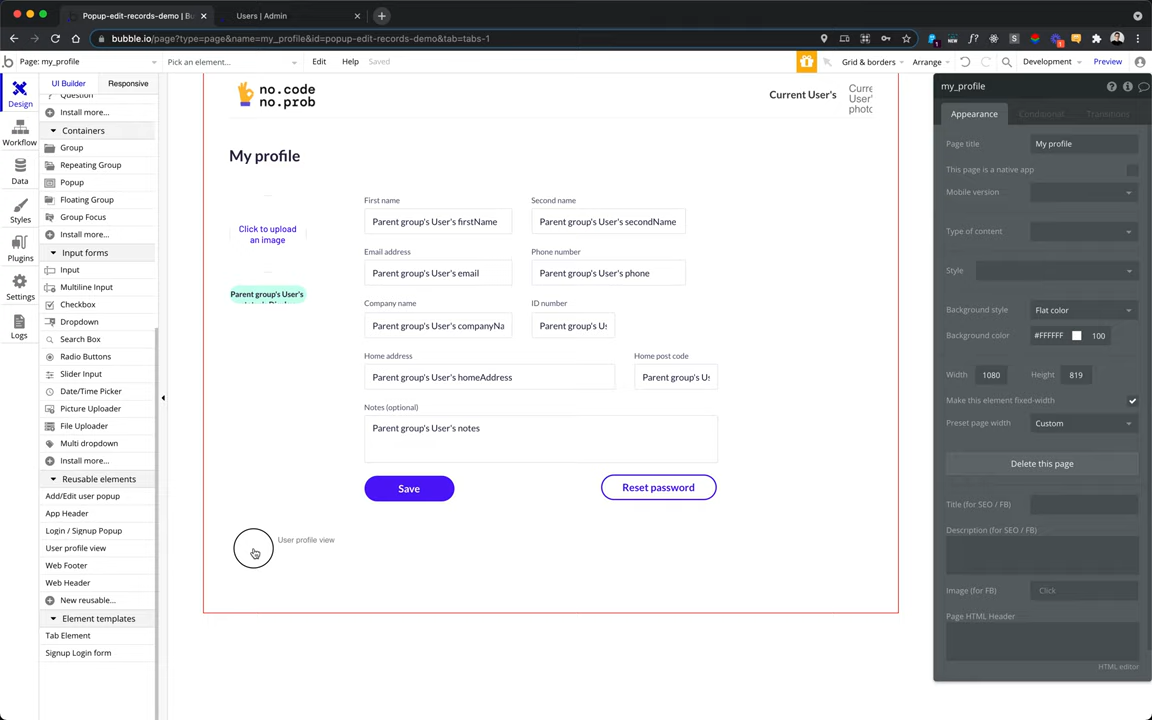 Popup-edit-records-demo | Bu
Users | Admin
bubble.io/page?type=page&name=my_profile&id=popup-edit-records-demo&tab=tabs-1
Page: my_profile
Pick an element...
Edit
Help
Saved
Grid & borders
Arrange
Development
Preview
Design
Workflow
Data
Styles
Plugins
Settings
Logs
UI Builder
Responsive
Question
Install more...
Containers
Group
Repeating Group
Popup
Floating Group
Group Focus
Install more...
Input forms
Input
Multiline Input
Checkbox
Dropdown
Search Box
Radio Buttons
Slider Input
Date/Time Picker
Picture Uploader
File Uploader
Multi dropdown
Install more...
Reusable elements
Add/Edit user popup
App Header
Login / Signup Popup
User profile view
Web Footer
Web Header
New reusable...
Element templates
Tab Element
Signup Login form
no.code
no.prob
Current User's
Current
User's
photo
My profile
Click to upload
an image
Parent group's User's
First name
Parent group's User's firstName
Second name
Parent group's User's secondName
Email address
Parent group's User's email
Phone number
Parent group's User's phone
Company name
Parent group's User's companyNa
ID number
Parent group's Us
Home address
Parent group's User's homeAddress
Home post code
Parent group's Us
Notes (optional)
Parent group's User's notes
Save
Reset password
User profile view
my_profile
Appearance
Conditional
Transitions
Page title
My profile
This page is a native app
Mobile version
Type of content
Style
Background style
Flat color
Background color
#FFFFFF
100
Width
1080
Height
819
Make this element fixed-width
Preset page width
Custom
Delete this page
Title (for SEO / FB)
Description (for SEO / FB)
Image (for FB)
Click
Page HTML Header
HTML editor